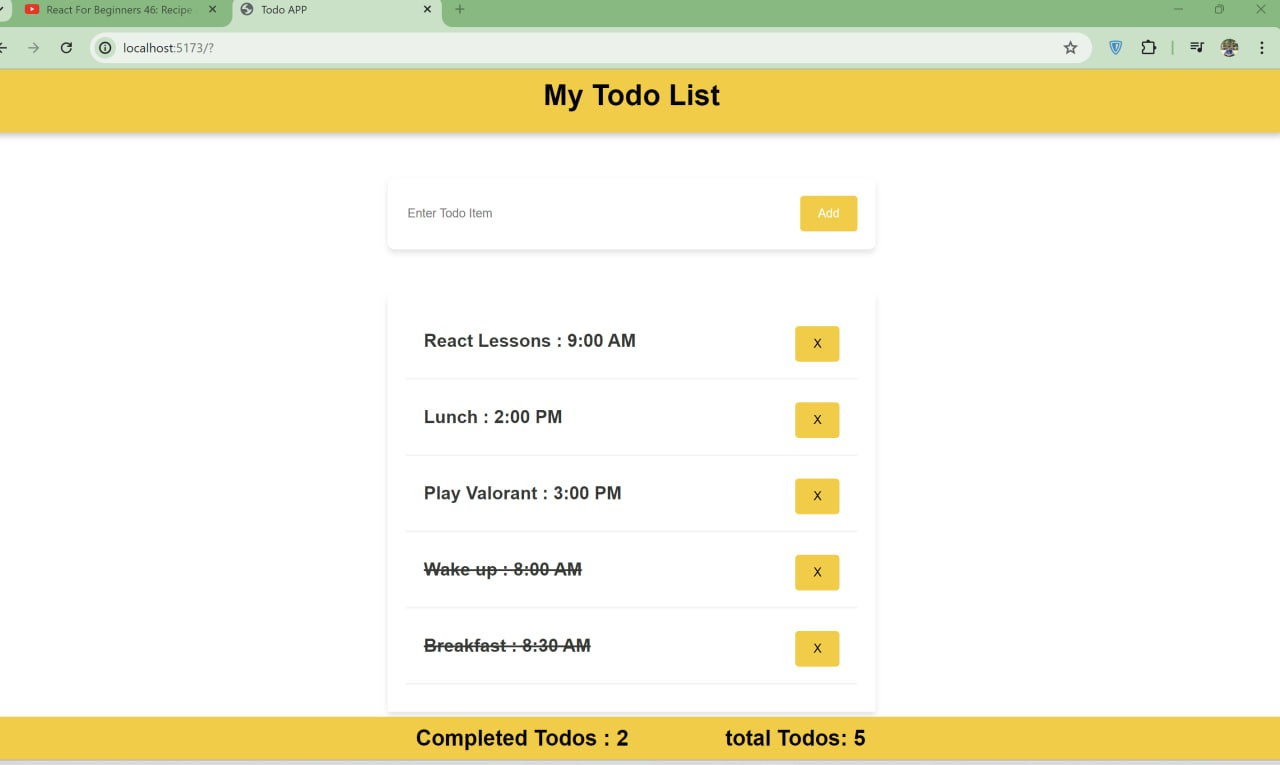 React For Beginners 46: Recipe
Todo APP
localhost:5173/?
My Todo List
Enter Todo Item
Add
React Lessons : 9:00 AM
X
Lunch : 2:00 PM
X
Play Valorant : 3:00 PM
X
Wake up : 8:00 AM
X
Breakfast : 8:30 AM
X
Completed Todos : 2
total Todos: 5